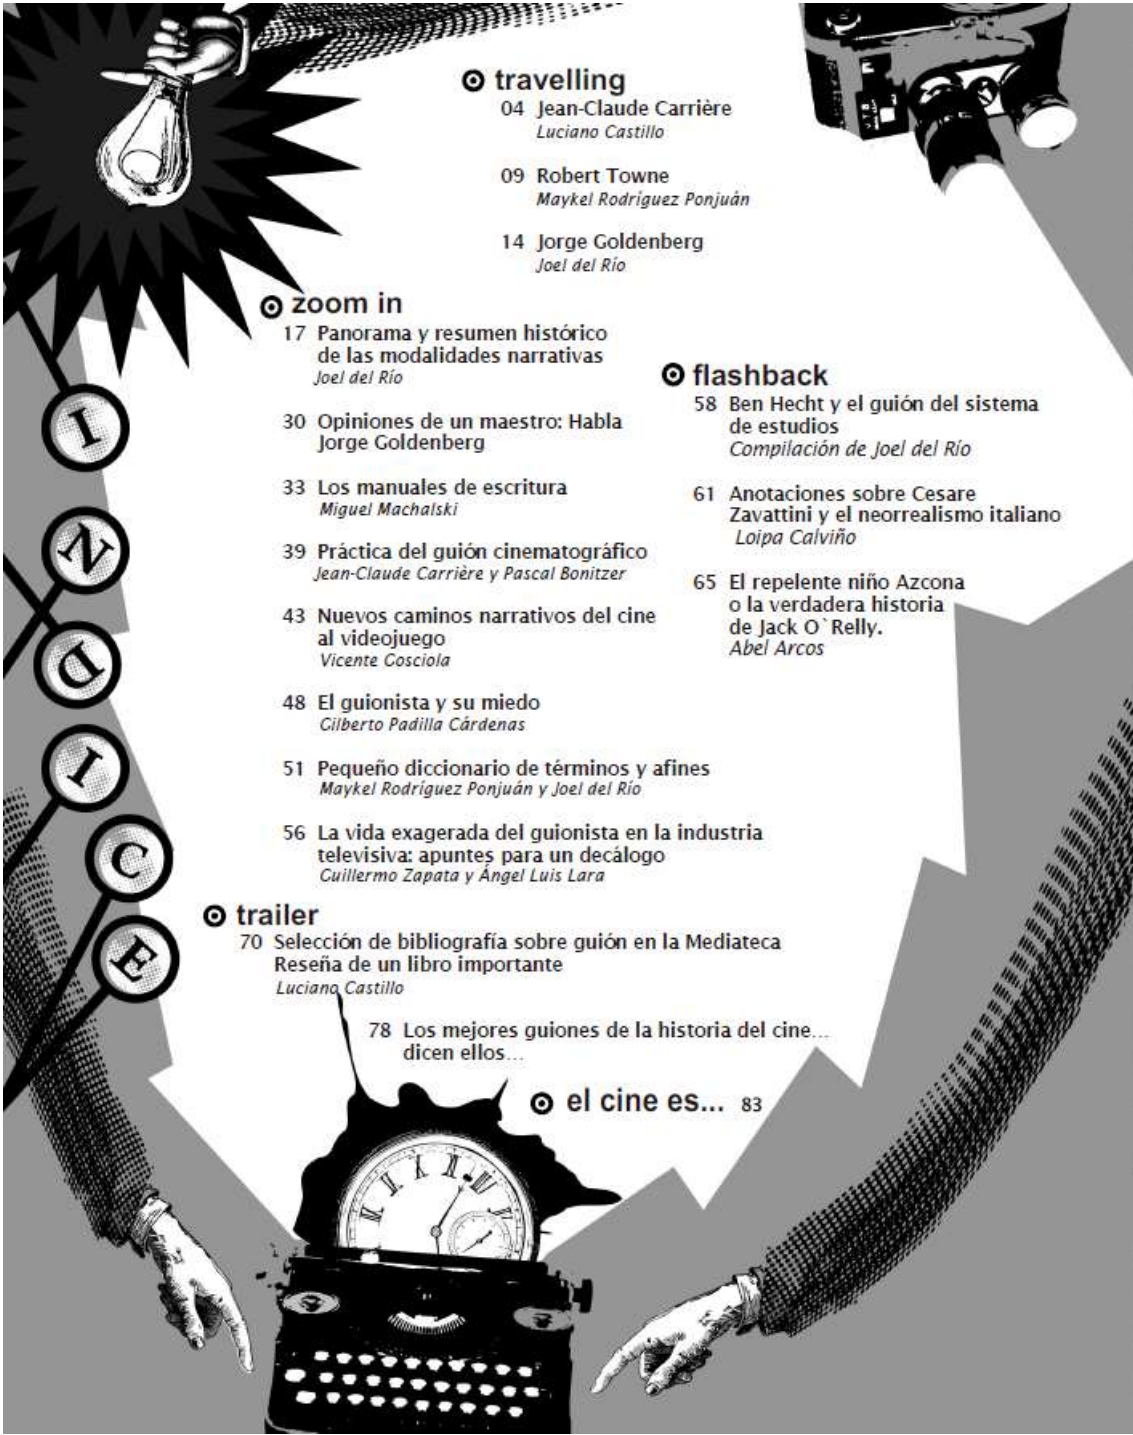 INDICE
travelling
04 Jean-Claude Carrière
Luciano Castillo
09 Robert Towne
Maykel Rodríguez Ponjuán
14 Jorge Goldenberg
Joel del Río
zoom in
17 Panorama y resumen histórico
de las modalidades narrativas
Joel del Río
30 Opiniones de un maestro: Habla
Jorge Goldenberg
33 Los manuales de escritura
Miguel Machalski
39 Práctica del guión cinematográfico
Jean-Claude Carrière y Pascal Bonitzer
43 Nuevos caminos narrativos del cine
al videojuego
Vicente Gosciola
48 El guionista y su miedo
Gilberto Padilla Cárdenas
51 Pequeño diccionario de términos y afines
Maykel Rodríguez Ponjuán y Joel del Río
56 La vida exagerada del guionista en la industria
televisiva: apuntes para un decálogo
Guillermo Zapata y Ángel Luis Lara
flashback
58 Ben Hecht y el guión del sistema
de estudios
Compilación de Joel del Río
61 Anotaciones sobre Cesare
Zavattini y el neorrealismo italiano
Loipa Calviño
65 El repelente niño Azcona
o la verdadera historia
de Jack O`Relly.
Abel Arcos
trailer
70 Selección de bibliografía sobre guión en la Mediateca
Reseña de un libro importante
Luciano Castillo
78 Los mejores guiones de la historia del cine...
dicen ellos...
el cine es... 83